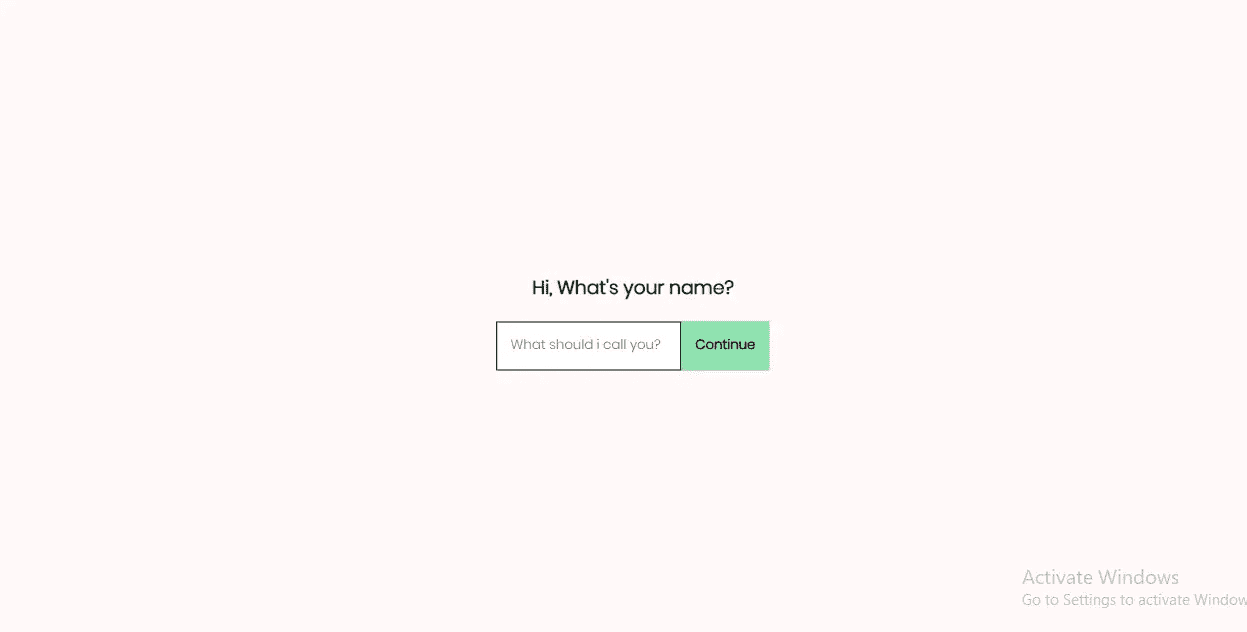 Hi, What's your name?
What should i call you?
Continue
Activate Windows
Go to Settings to activate Window